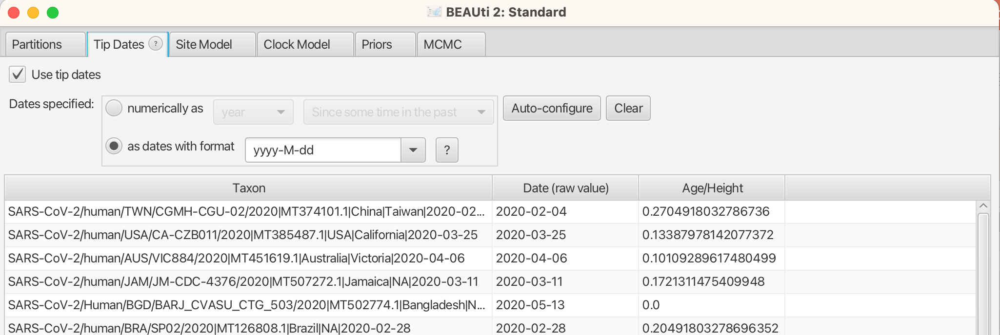 BEAUti 2: Standard
Partitions Tip Dates ? Site Model Clock Model Priors MCMC
Use tip dates
Dates specified: numerically as year Since some time in the past Auto-configure Clear
as dates with format yyyy-M-dd ?
Taxon Date (raw value) Age/Height
SARS-CoV-2/human/TWN/CGMH-CGU-02/2020|MT374101.1|China|Taiwan|2020-02... 2020-02-04 0.2704918032786736
SARS-CoV-2/human/USA/CA-CZB011/2020|MT385487.1|USA|California|2020-03-25 2020-03-25 0.13387978142077372
SARS-CoV-2/human/AUS/VIC884/2020|MT451619.1|Australia|Victoria|2020-04-06 2020-04-06 0.10109289617480499
SARS-CoV-2/human/JAM/JM-CDC-4376/2020|MT507272.1|Jamaica|NA|2020-03-11 2020-03-11 0.1721311475409948
SARS-CoV-2/Human/BGD/BARJ_CVASU_CTG_503/2020|MT502774.1|Bangladesh|N... 2020-05-13 0.0
SARS-CoV-2/human/BRA/SP02/2020|MT126808.1|Brazil|NA|2020-02-28 2020-02-28 0.20491803278696352